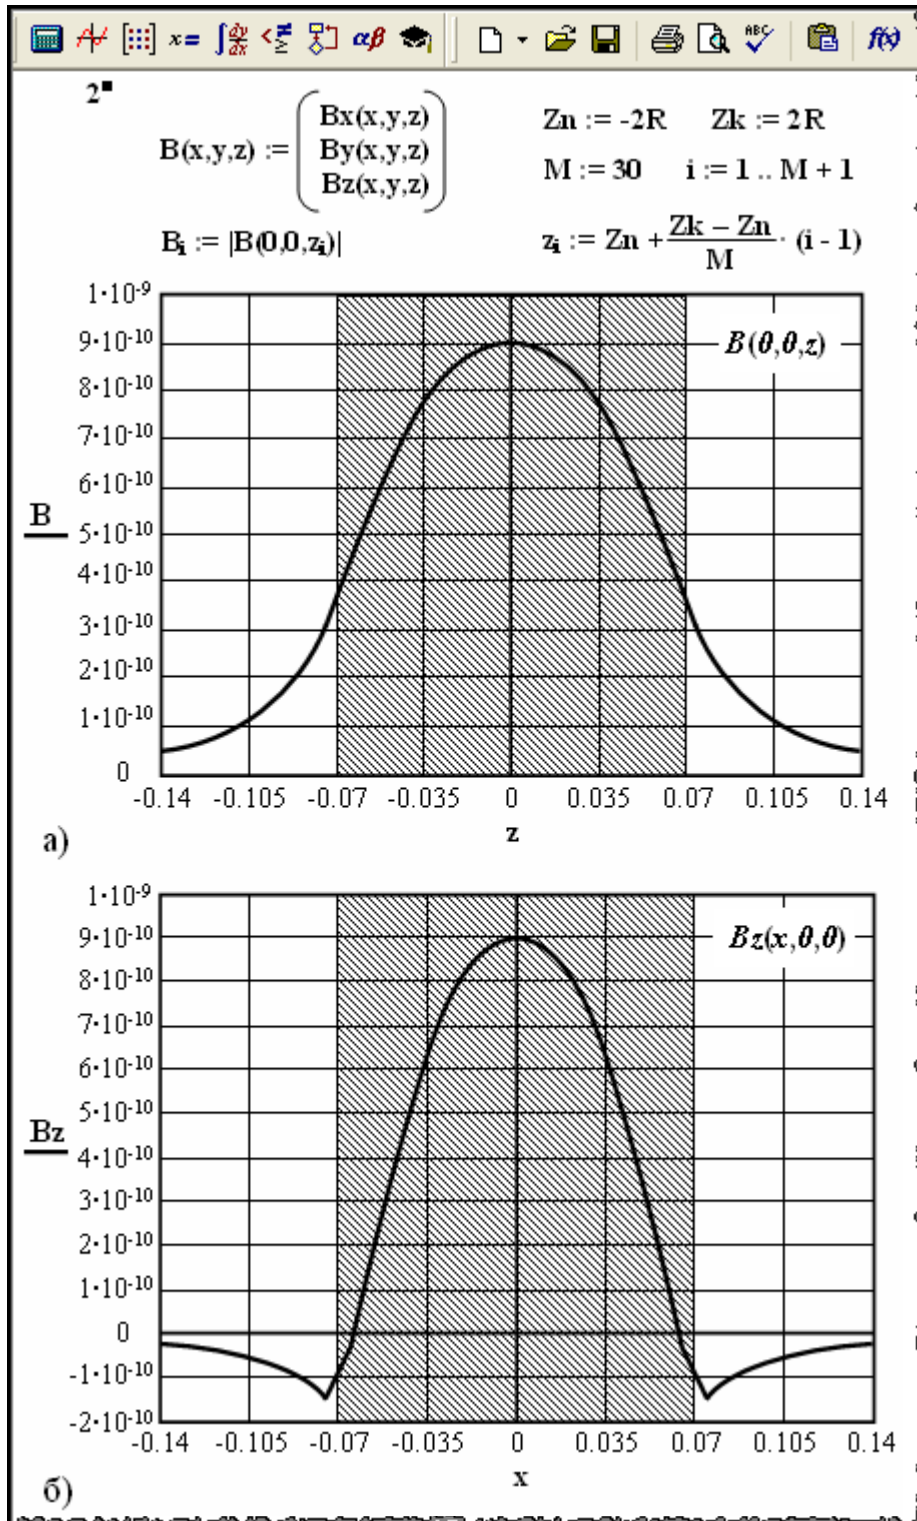 x= ∫ dy/dx <≠≥ αβ ABC f(x)
2▪
B(x,y,z) := ( Bx(x,y,z) Zn := -2R Zk := 2R
By(x,y,z)
Bz(x,y,z) ) M := 30 i := 1 .. M + 1
Bᵢ := |B(0,0,zᵢ)| zᵢ := Zn + (Zk − Zn)/M · (i - 1)
1·10⁻⁹
9·10⁻¹⁰ B(0,0,z)
8·10⁻¹⁰
7·10⁻¹⁰
6·10⁻¹⁰
B
5·10⁻¹⁰
4·10⁻¹⁰
3·10⁻¹⁰
2·10⁻¹⁰
1·10⁻¹⁰
0
-0.14 -0.105 -0.07 -0.035 0 0.035 0.07 0.105 0.14
z
а)
1·10⁻⁹
9·10⁻¹⁰ Bz(x,0,0)
8·10⁻¹⁰
7·10⁻¹⁰
6·10⁻¹⁰
5·10⁻¹⁰
Bz
4·10⁻¹⁰
3·10⁻¹⁰
2·10⁻¹⁰
1·10⁻¹⁰
0
-1·10⁻¹⁰
-2·10⁻¹⁰
-0.14 -0.105 -0.07 -0.035 0 0.035 0.07 0.105 0.14
x
б)